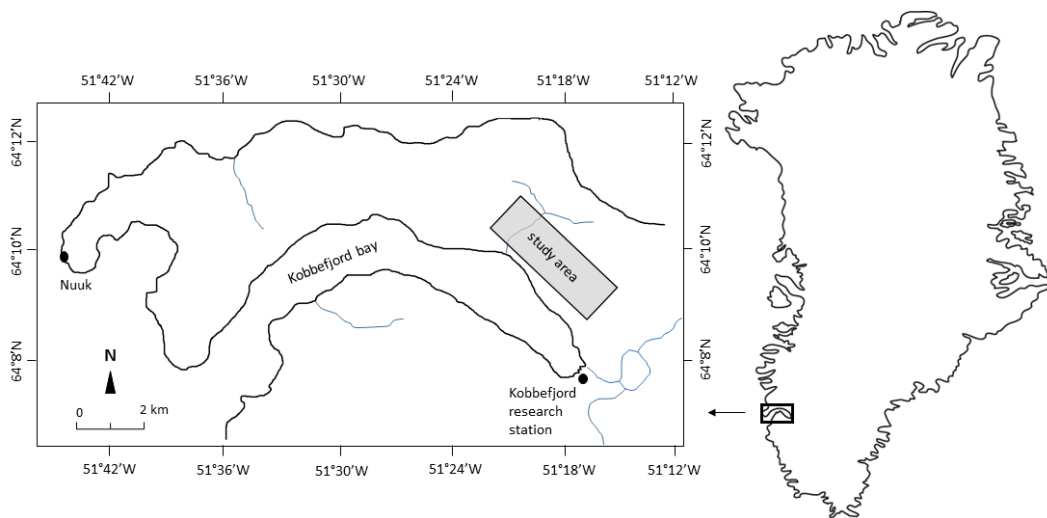 51°42'W 51°36'W 51°30'W 51°24'W 51°18'W 51°12'W
64°12'N
64°12'N
64°10'N
64°10'N
64°8'N
64°8'N
study area
Kobbefjord bay
Nuuk
N
0 2 km
Kobbefjord
research
station
51°42'W 51°36'W 51°30'W 51°24'W 51°18'W 51°12'W